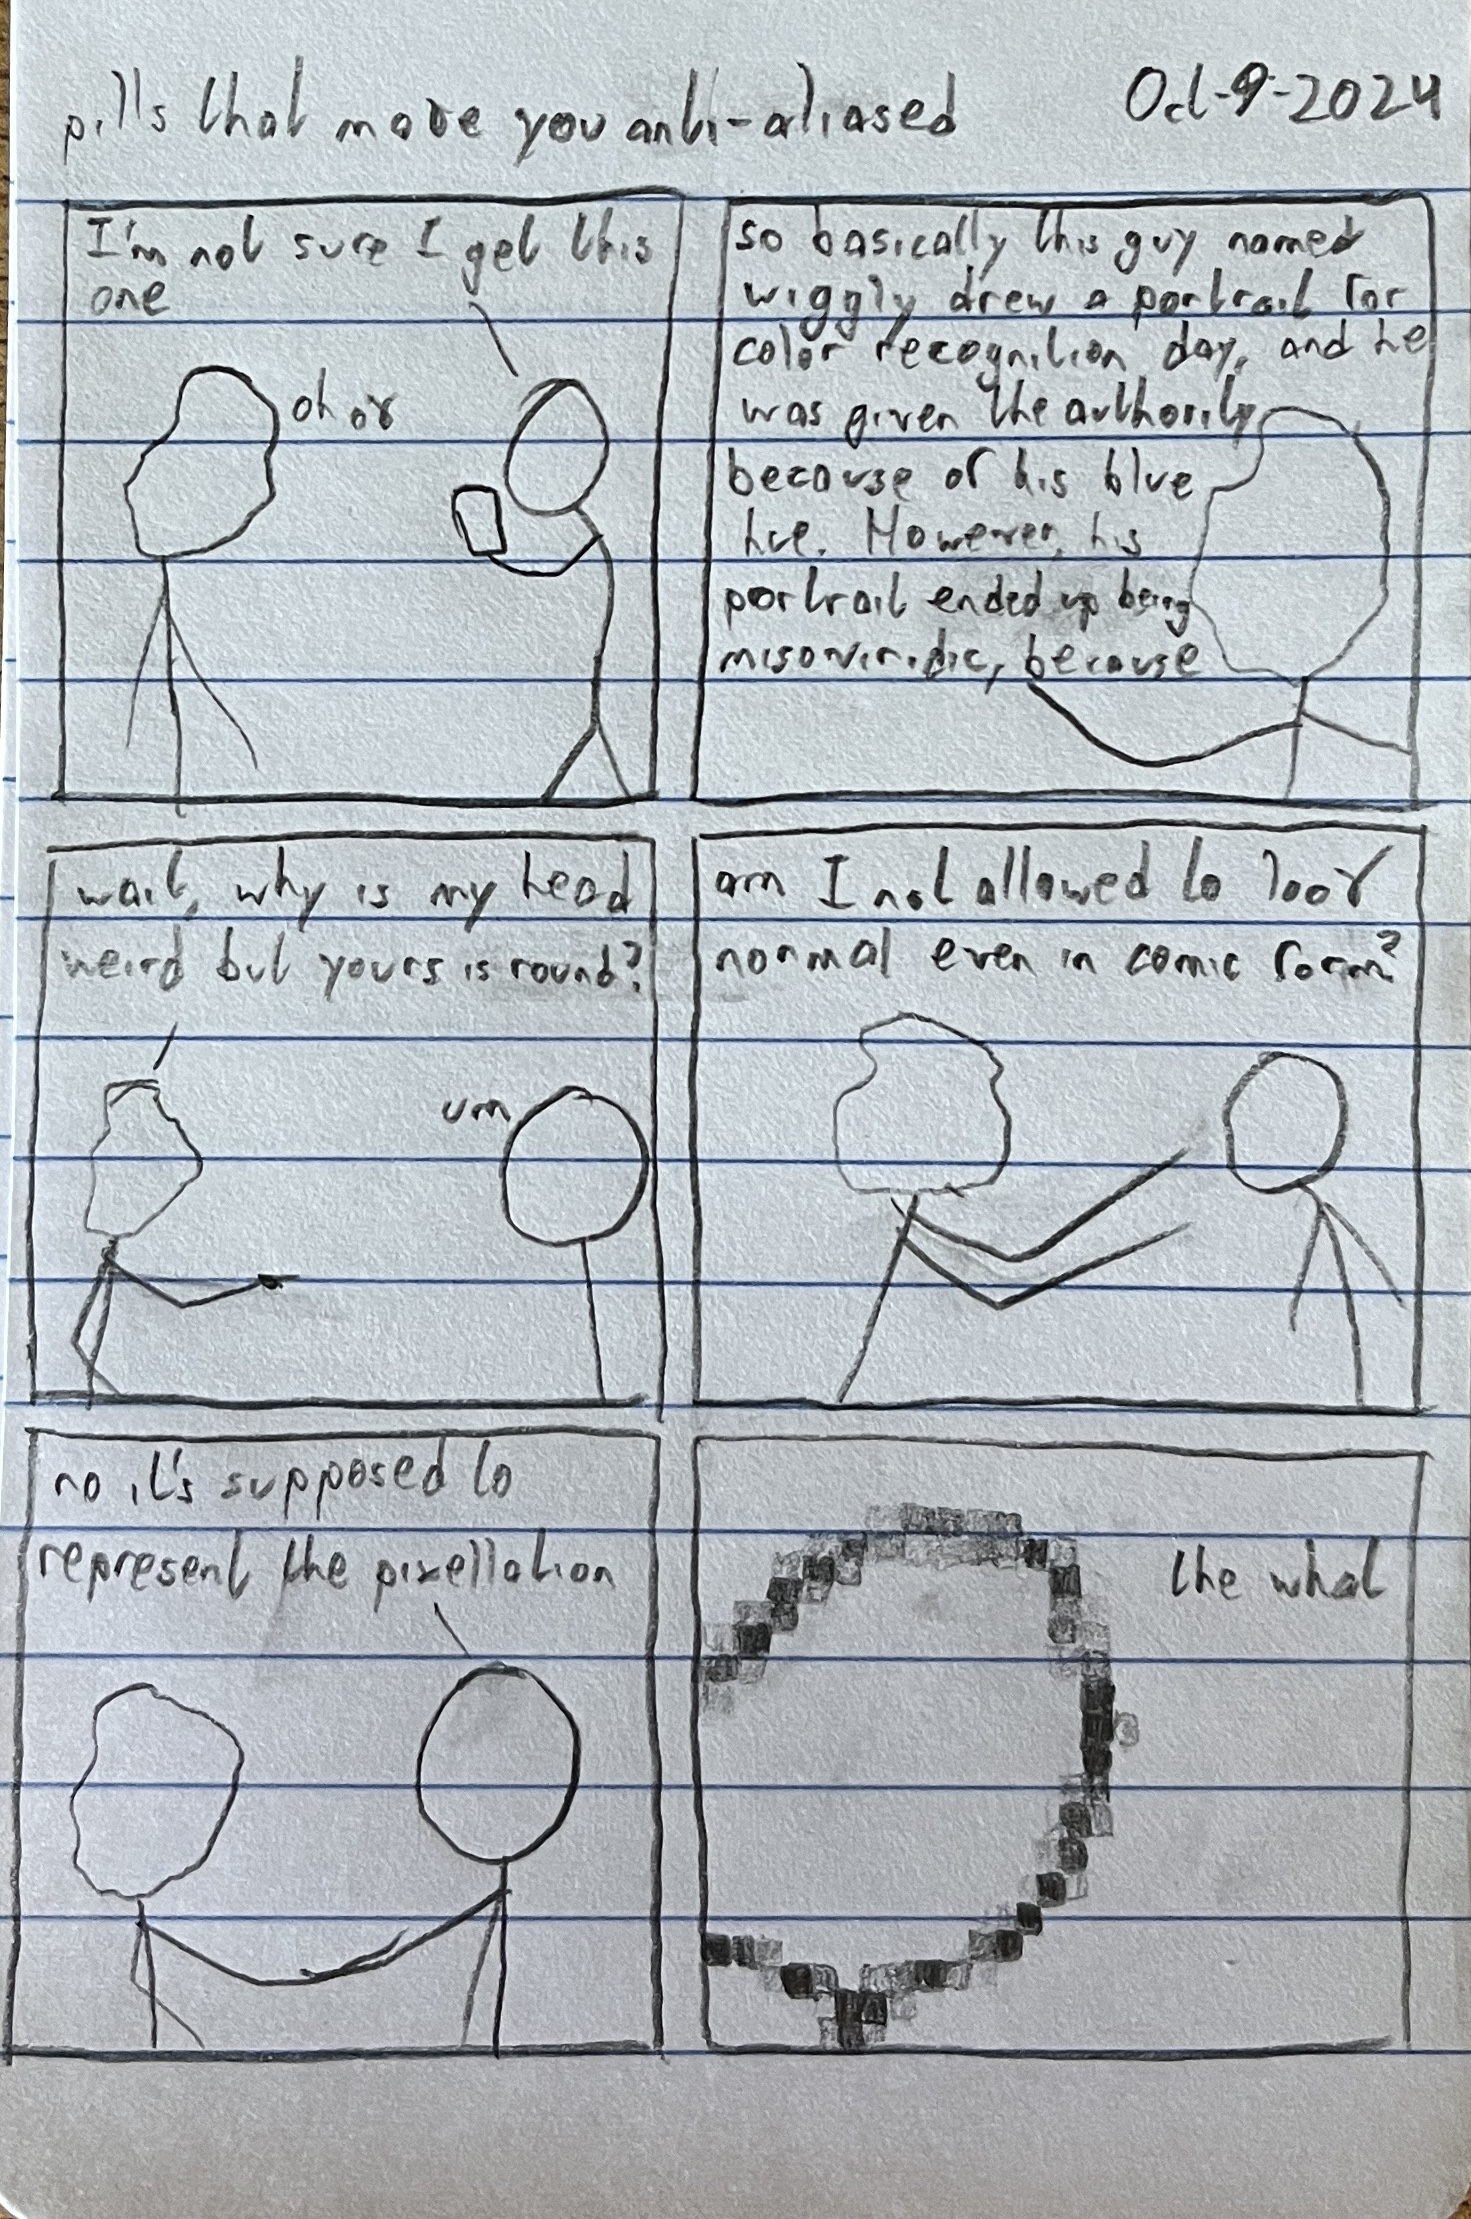 pills that make you anti-aliased
Oct-9-2024
I'm not sure I get this
one
oh ok
so basically this guy named
wiggly drew a portrait for
color recognition day, and he
was given the authority
because of his blue
hue. However, his
portrait ended up being
misoviridic, because
wait, why is my head
weird but yours is round?
um
am I not allowed to look
normal even in comic form?
no it's supposed to
represent the pixellation
the what